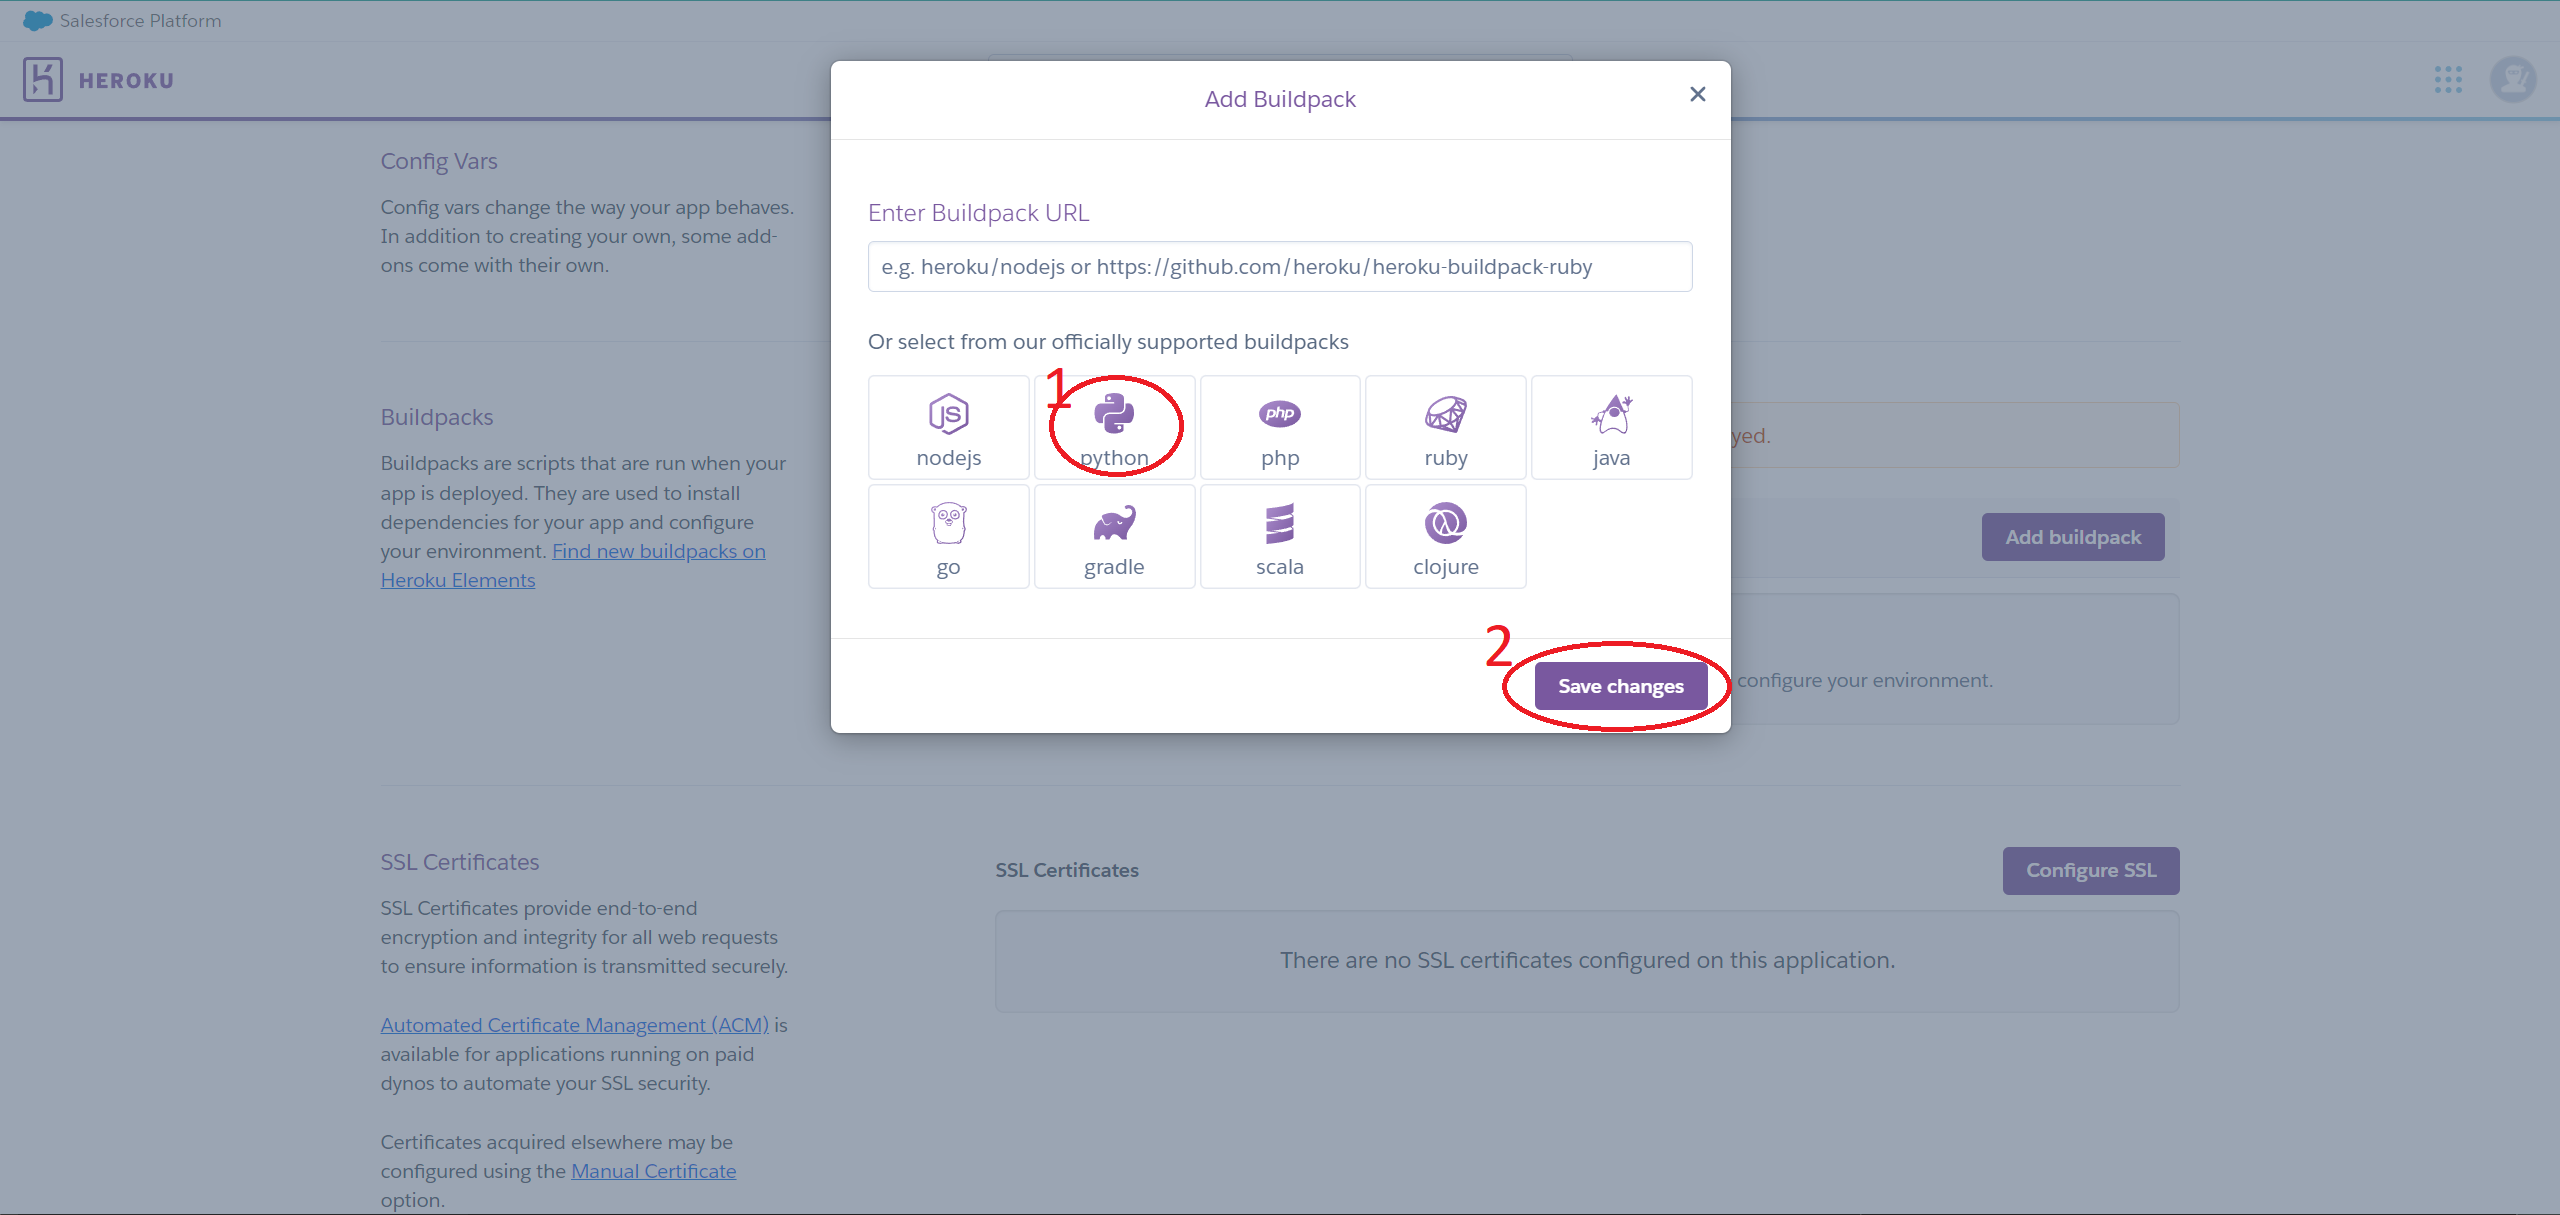 Salesforce Platform
HEROKU
Config Vars
Config vars change the way your app behaves.
In addition to creating your own, some add-
ons come with their own.
Buildpacks
Buildpacks are scripts that are run when your
app is deployed. They are used to install
dependencies for your app and configure
your environment. Find new buildpacks on
Heroku Elements
Add Buildpack
Enter Buildpack URL
e.g. heroku/nodejs or https://github.com/heroku/heroku-buildpack-ruby
Or select from our officially supported buildpacks
1
nodejs
python
php
ruby
java
go
gradle
scala
clojure
2
Save changes
yed.
Add buildpack
configure your environment.
SSL Certificates
SSL Certificates provide end-to-end
encryption and integrity for all web requests
to ensure information is transmitted securely.
Automated Certificate Management (ACM) is
available for applications running on paid
dynos to automate your SSL security.
Certificates acquired elsewhere may be
configured using the Manual Certificate
option.
SSL Certificates
Configure SSL
There are no SSL certificates configured on this application.